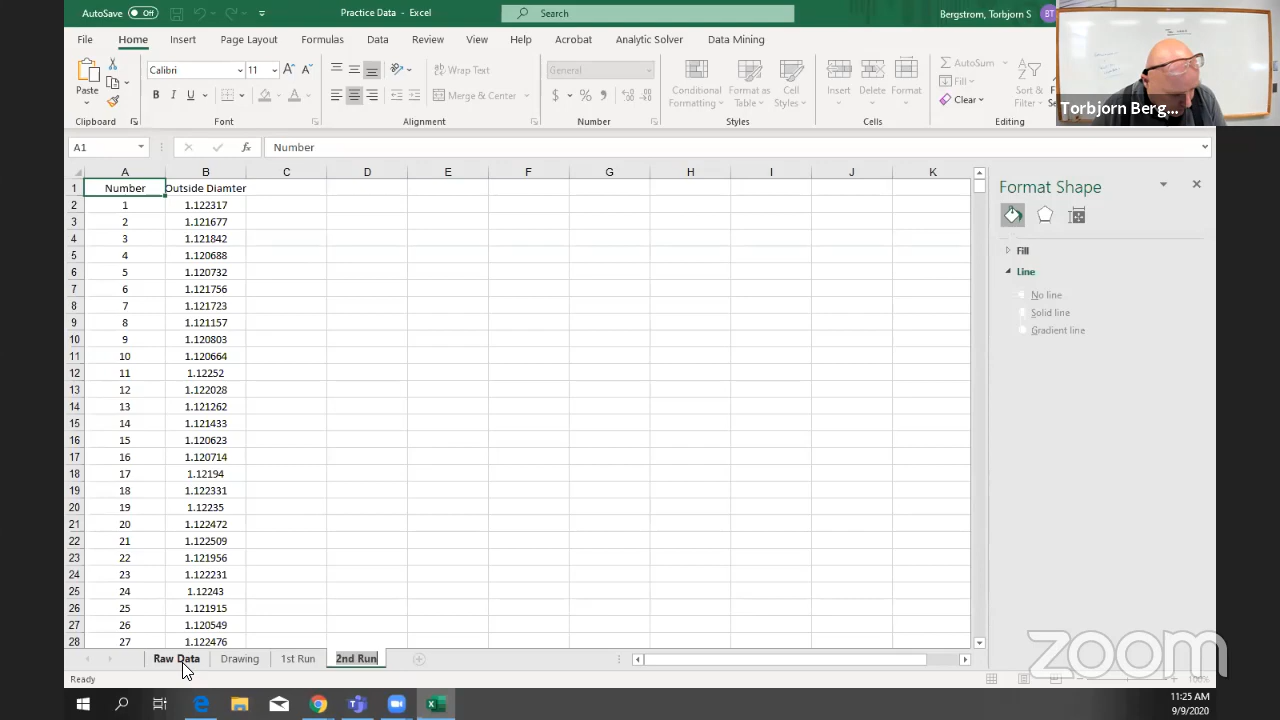 AutoSave Off
Practice Data - Excel
Search
Bergstrom, Torbjorn S
BT
File
Home
Insert
Page Layout
Formulas
Data
Review
View
Help
Acrobat
Analytic Solver
Data Mining
Paste
Calibri
11
B I U
Wrap Text
Merge & Center
General
$ % ,
Conditional Formatting
Format as Table
Cell Styles
Insert
Delete
Format
AutoSum
Fill
Clear
Sort &
Filter
Clipboard
Font
Alignment
Number
Styles
Cells
Editing
Torbjorn Berg...
A1
Number
A B C D E F G H I J K
1 Number Outside Diamter
2 1 1.122317
3 2 1.121677
4 3 1.121842
5 4 1.120688
6 5 1.120732
7 6 1.121756
8 7 1.121723
9 8 1.121157
10 9 1.120803
11 10 1.120664
12 11 1.12252
13 12 1.122028
14 13 1.121262
15 14 1.121433
16 15 1.120623
17 16 1.120714
18 17 1.12194
19 18 1.122331
20 19 1.12235
21 20 1.122472
22 21 1.122509
23 22 1.121956
24 23 1.122231
25 24 1.12243
26 25 1.121915
27 26 1.120549
28 27 1.122476
Format Shape
Fill
Line
No line
Solid line
Gradient line
Raw Data
Drawing
1st Run
2nd Run
Ready
100%
zoom
11:25 AM
9/9/2020